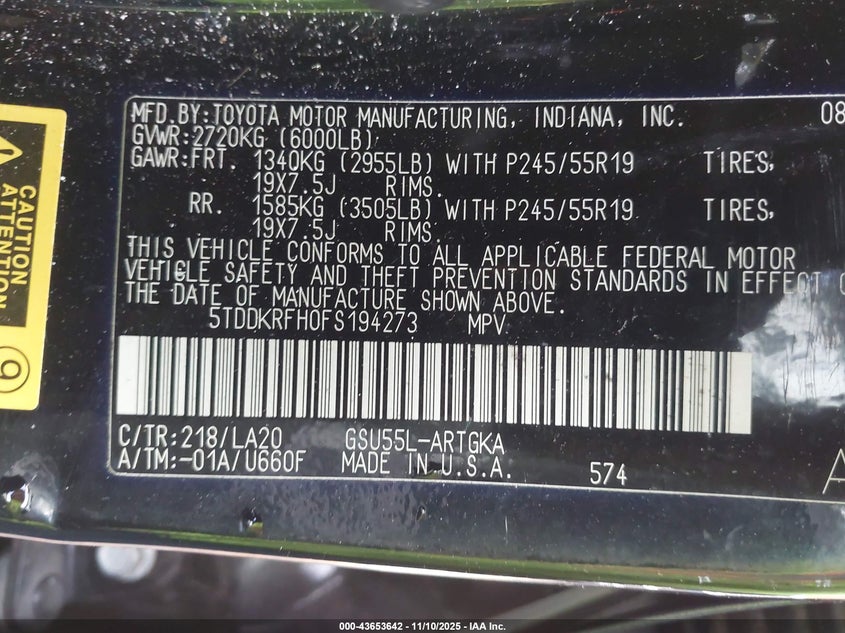 MFD.BY:TOYOTA MOTOR MANUFACTURING, INDIANA, INC. 08
GVWR:2720KG (6000LB)
GAWR:FRT. 1340KG (2955LB) WITH P245/55R19 TIRES,
19X7.5J RIMS.
RR. 1585KG (3505LB) WITH P245/55R19 TIRES,
19X7.5J RIMS.
THIS VEHICLE CONFORMS TO ALL APPLICABLE FEDERAL MOTOR
VEHICLE SAFETY AND THEFT PREVENTION STANDARDS IN EFFECT
THE DATE OF MANUFACTURE SHOWN ABOVE.
5TDDKRFH0FS194273 MPV
C/TR:218/LA20 GSU55L-ARTGKA
A/TM:-01A/U660F MADE IN U.S.A. 574
CAUTION
ATTENTION
9
000-43653642 - 11/10/2025 - IAA Inc.